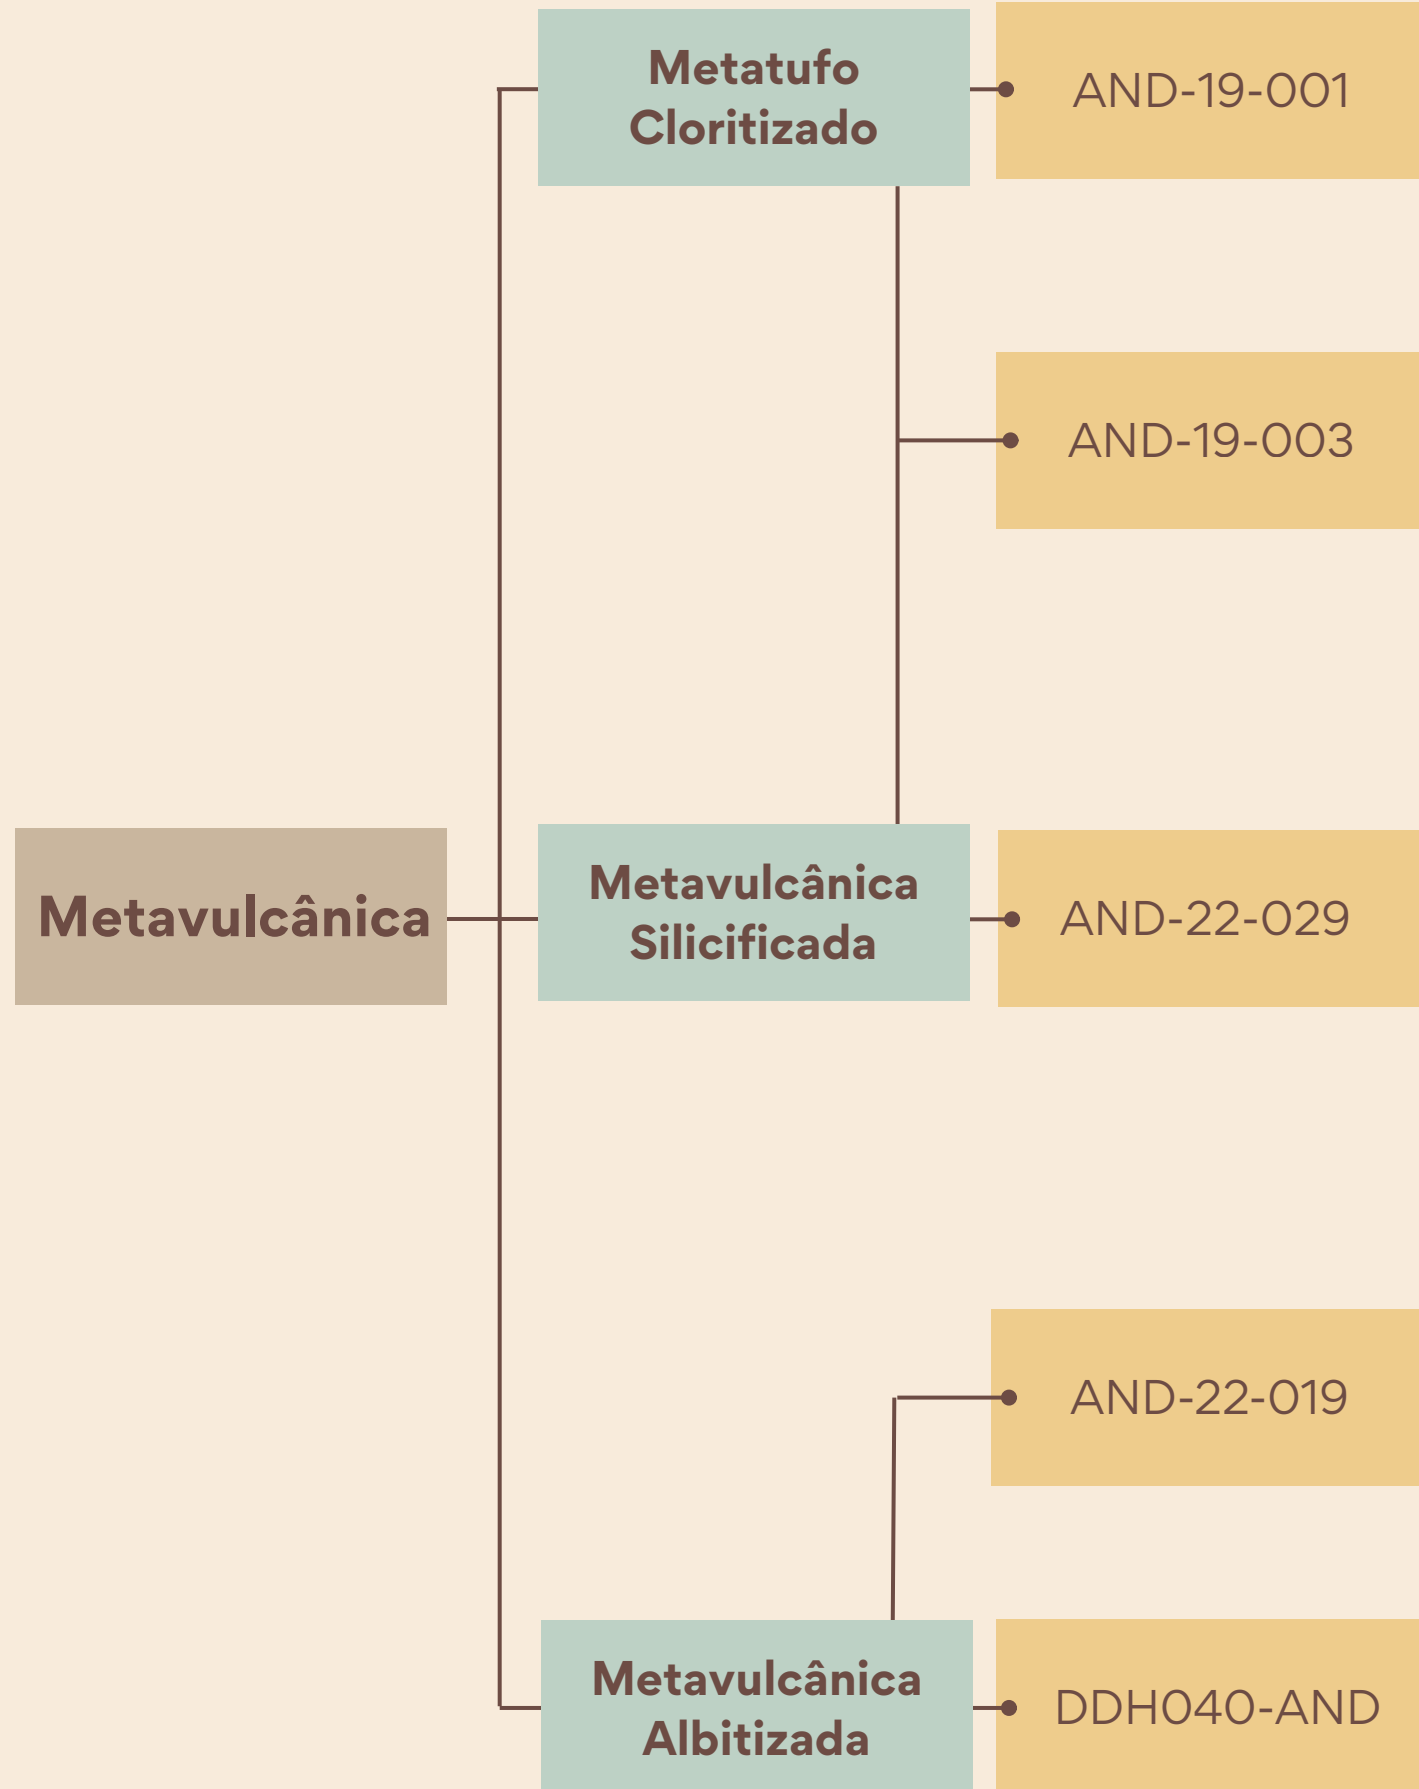 Metatufo
Cloritizado
AND-19-001
AND-19-003
Metavulcânica
Metavulcânica
Silicificada
AND-22-029
AND-22-019
Metavulcânica
Albitizada
DDH040-AND